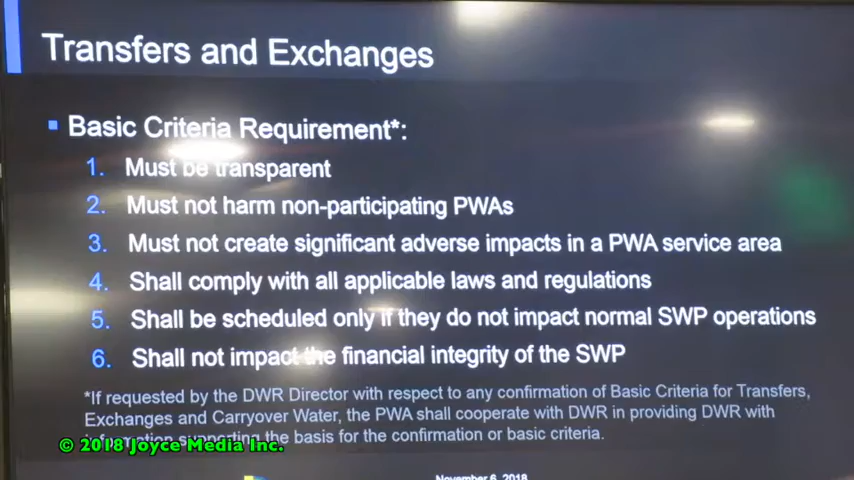 Transfers and Exchanges
▪ Basic Criteria Requirement*:
1. Must be transparent
2. Must not harm non-participating PWAs
3. Must not create significant adverse impacts in a PWA service area
4. Shall comply with all applicable laws and regulations
5. Shall be scheduled only if they do not impact normal SWP operations
6. Shall not impact the financial integrity of the SWP
*If requested by the DWR Director with respect to any confirmation of Basic Criteria for Transfers,
Exchanges and Carryover Water, the PWA shall cooperate with DWR in providing DWR with
information supporting the basis for the confirmation or basic criteria.
© 2018 Joyce Media Inc.
November 6, 2018